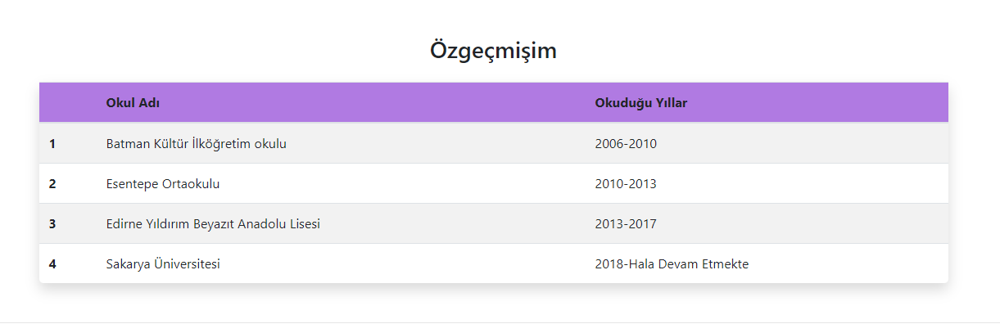 Özgeçmişim
Okul Adı Okuduğu Yıllar
1 Batman Kültür İlköğretim okulu 2006-2010
2 Esentepe Ortaokulu 2010-2013
3 Edirne Yıldırım Beyazıt Anadolu Lisesi 2013-2017
4 Sakarya Üniversitesi 2018-Hala Devam Etmekte